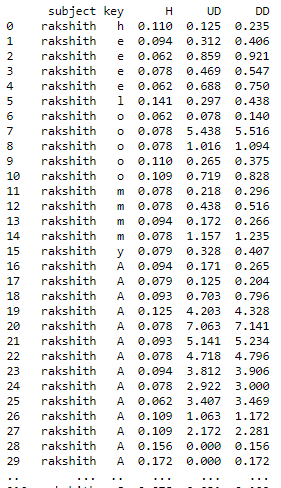 subject key H UD DD
0 rakshith h 0.110 0.125 0.235
1 rakshith e 0.094 0.312 0.406
2 rakshith e 0.062 0.859 0.921
3 rakshith e 0.078 0.469 0.547
4 rakshith e 0.062 0.688 0.750
5 rakshith l 0.141 0.297 0.438
6 rakshith o 0.062 0.078 0.140
7 rakshith o 0.078 5.438 5.516
8 rakshith o 0.078 1.016 1.094
9 rakshith o 0.110 0.265 0.375
10 rakshith o 0.109 0.719 0.828
11 rakshith m 0.078 0.218 0.296
12 rakshith m 0.078 0.438 0.516
13 rakshith m 0.094 0.172 0.266
14 rakshith m 0.078 1.157 1.235
15 rakshith y 0.079 0.328 0.407
16 rakshith A 0.094 0.171 0.265
17 rakshith A 0.079 0.125 0.204
18 rakshith A 0.093 0.703 0.796
19 rakshith A 0.125 4.203 4.328
20 rakshith A 0.078 7.063 7.141
21 rakshith A 0.093 5.141 5.234
22 rakshith A 0.078 4.718 4.796
23 rakshith A 0.094 3.812 3.906
24 rakshith A 0.078 2.922 3.000
25 rakshith A 0.062 3.407 3.469
26 rakshith A 0.109 1.063 1.172
27 rakshith A 0.109 2.172 2.281
28 rakshith A 0.156 0.000 0.156
29 rakshith A 0.172 0.000 0.172
.. ... .. ... ... ...